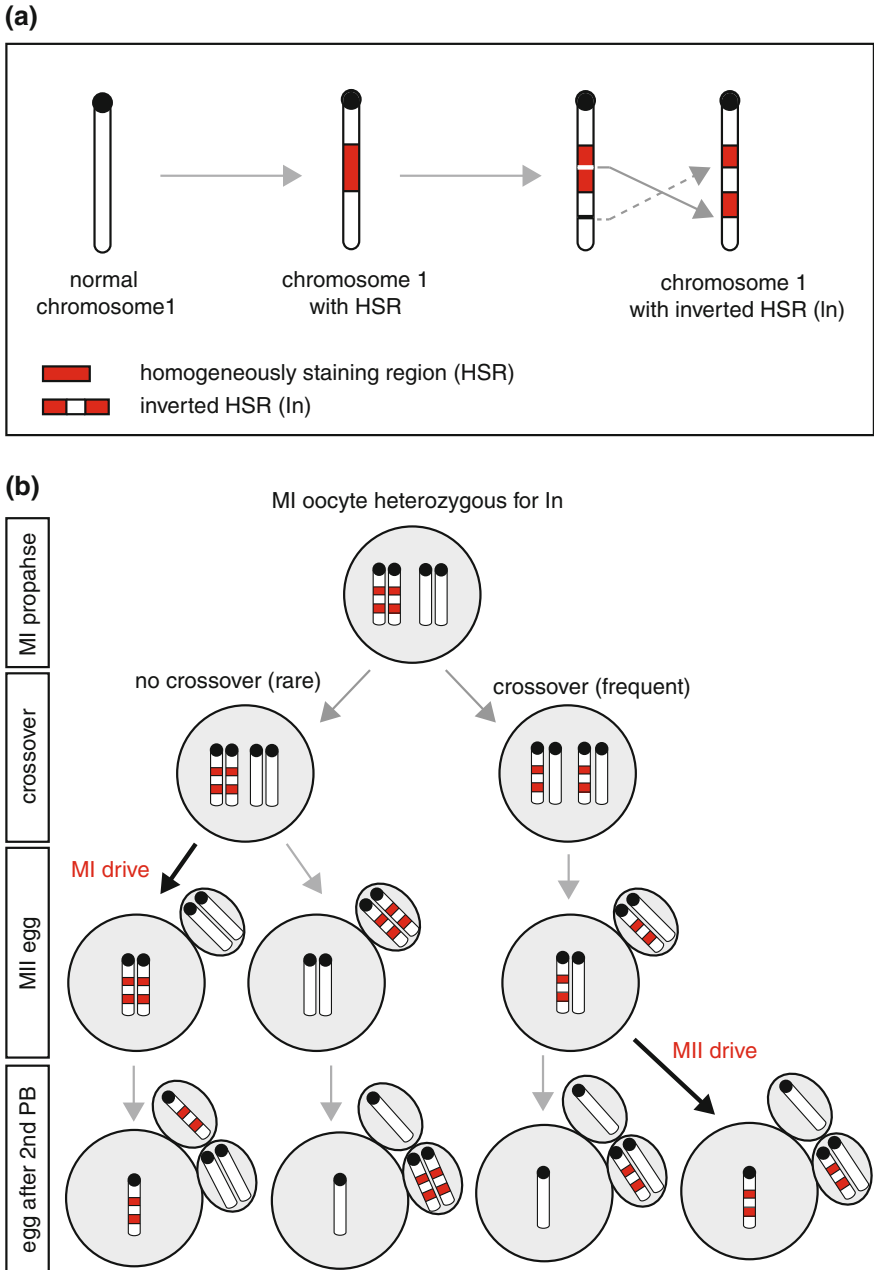 (a)
normal
chromosome1
chromosome 1
with HSR
chromosome 1
with inverted HSR (In)
homogeneously staining region (HSR)
inverted HSR (In)
(b)
MI oocyte heterozygous for In
MI propahse
no crossover (rare)
crossover (frequent)
crossover
MI drive
MII egg
MII drive
egg after 2nd PB